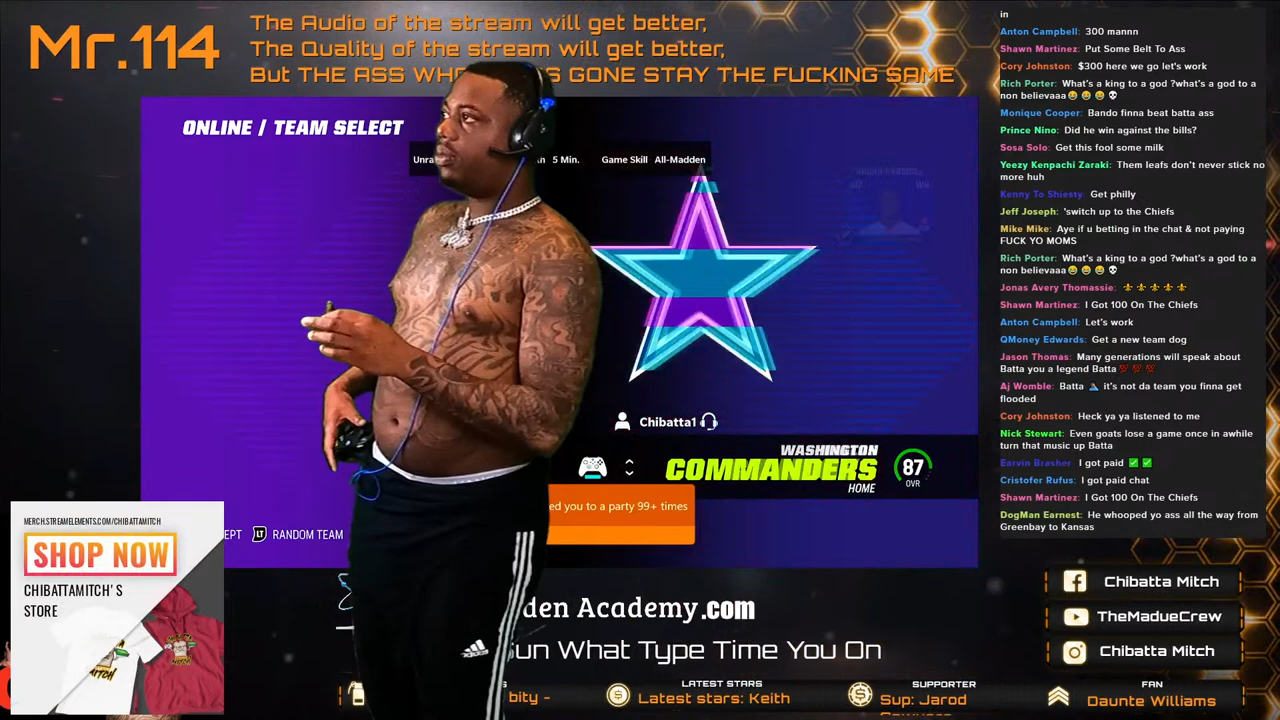 Mr.114
The Audio of the stream will get better,
The Quality of the stream will get better,
But THE ASS GONE STAY THE FUCKING SAME
ONLINE / TEAM SELECT
5 Min. Game Skill All-Madden
Chibatta1
WASHINGTON
COMMANDERS
HOME
87
OVR
you to a party 99+ times
LT RANDOM TEAM
MERCH.STREAMELEMENTS.COM/CHIBATTAMITCH
SHOP NOW
CHIBATTAMITCH'S
STORE
Academy.com
What Type Time You On
LATEST STARS
Latest stars: Keith
SUPPORTER
Sup: Jarod
FAN
Daunte Williams
in
Anton Campbell: 300 mannn
Shawn Martinez: Put Some Belt To Ass
Cory Johnston: $300 here we go let's work
Rich Porter: What's a king to a god ?what's a god to a
non believaaa😂😂😂💀
Monique Cooper: Bando finna beat batta ass
Prince Nino: Did he win against the bills?
Sosa Solo: Get this fool some milk
Yeezy Kenpachi Zaraki: Them leafs don't never stick no
more huh
Kenny To Shiesty: Get philly
Jeff Joseph: 'switch up to the Chiefs
Mike Mike: Aye if u betting in the chat & not paying
FUCK YO MOMS
Rich Porter: What's a king to a god ?what's a god to a
non believaaa😂😂😂💀
Jonas Avery Thomassie: ⚜⚜⚜⚜⚜
Shawn Martinez: I Got 100 On The Chiefs
Anton Campbell: Let's work
QMoney Edwards: Get a new team dog
Jason Thomas: Many generations will speak about
Batta you a legend Batta 💯 💯 💯
Aj Womble: Batta it's not da team you finna get
flooded
Cory Johnston: Heck ya ya listened to me
Nick Stewart: Even goats lose a game once in awhile
turn that music up Batta
Earvin Brasher: I got paid ✅ ✅
Cristofer Rufus: I got paid chat
Shawn Martinez: I Got 100 On The Chiefs
DogMan Earnest: He whooped yo ass all the way from
Greenbay to Kansas
Chibatta Mitch
TheMadueCrew
Chibatta Mitch